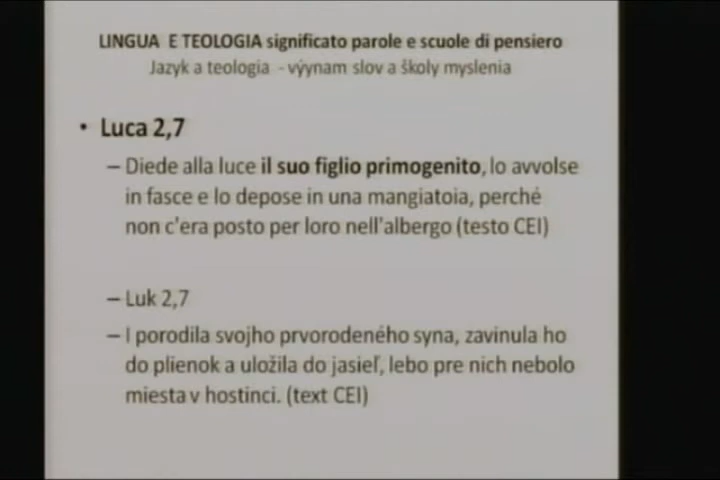 LINGUA E TEOLOGIA significato parole e scuole di pensiero
Jazyk a teologia - výynam slov a školy myslenia
• Luca 2,7
– Diede alla luce il suo figlio primogenito, lo avvolse
in fasce e lo depose in una mangiatoia, perché
non c'era posto per loro nell'albergo (testo CEI)
– Luk 2,7
– I porodila svojho prvorodeného syna, zavinula ho
do plienok a uložila do jasieľ, lebo pre nich nebolo
miesta v hostinci. (text CEI)